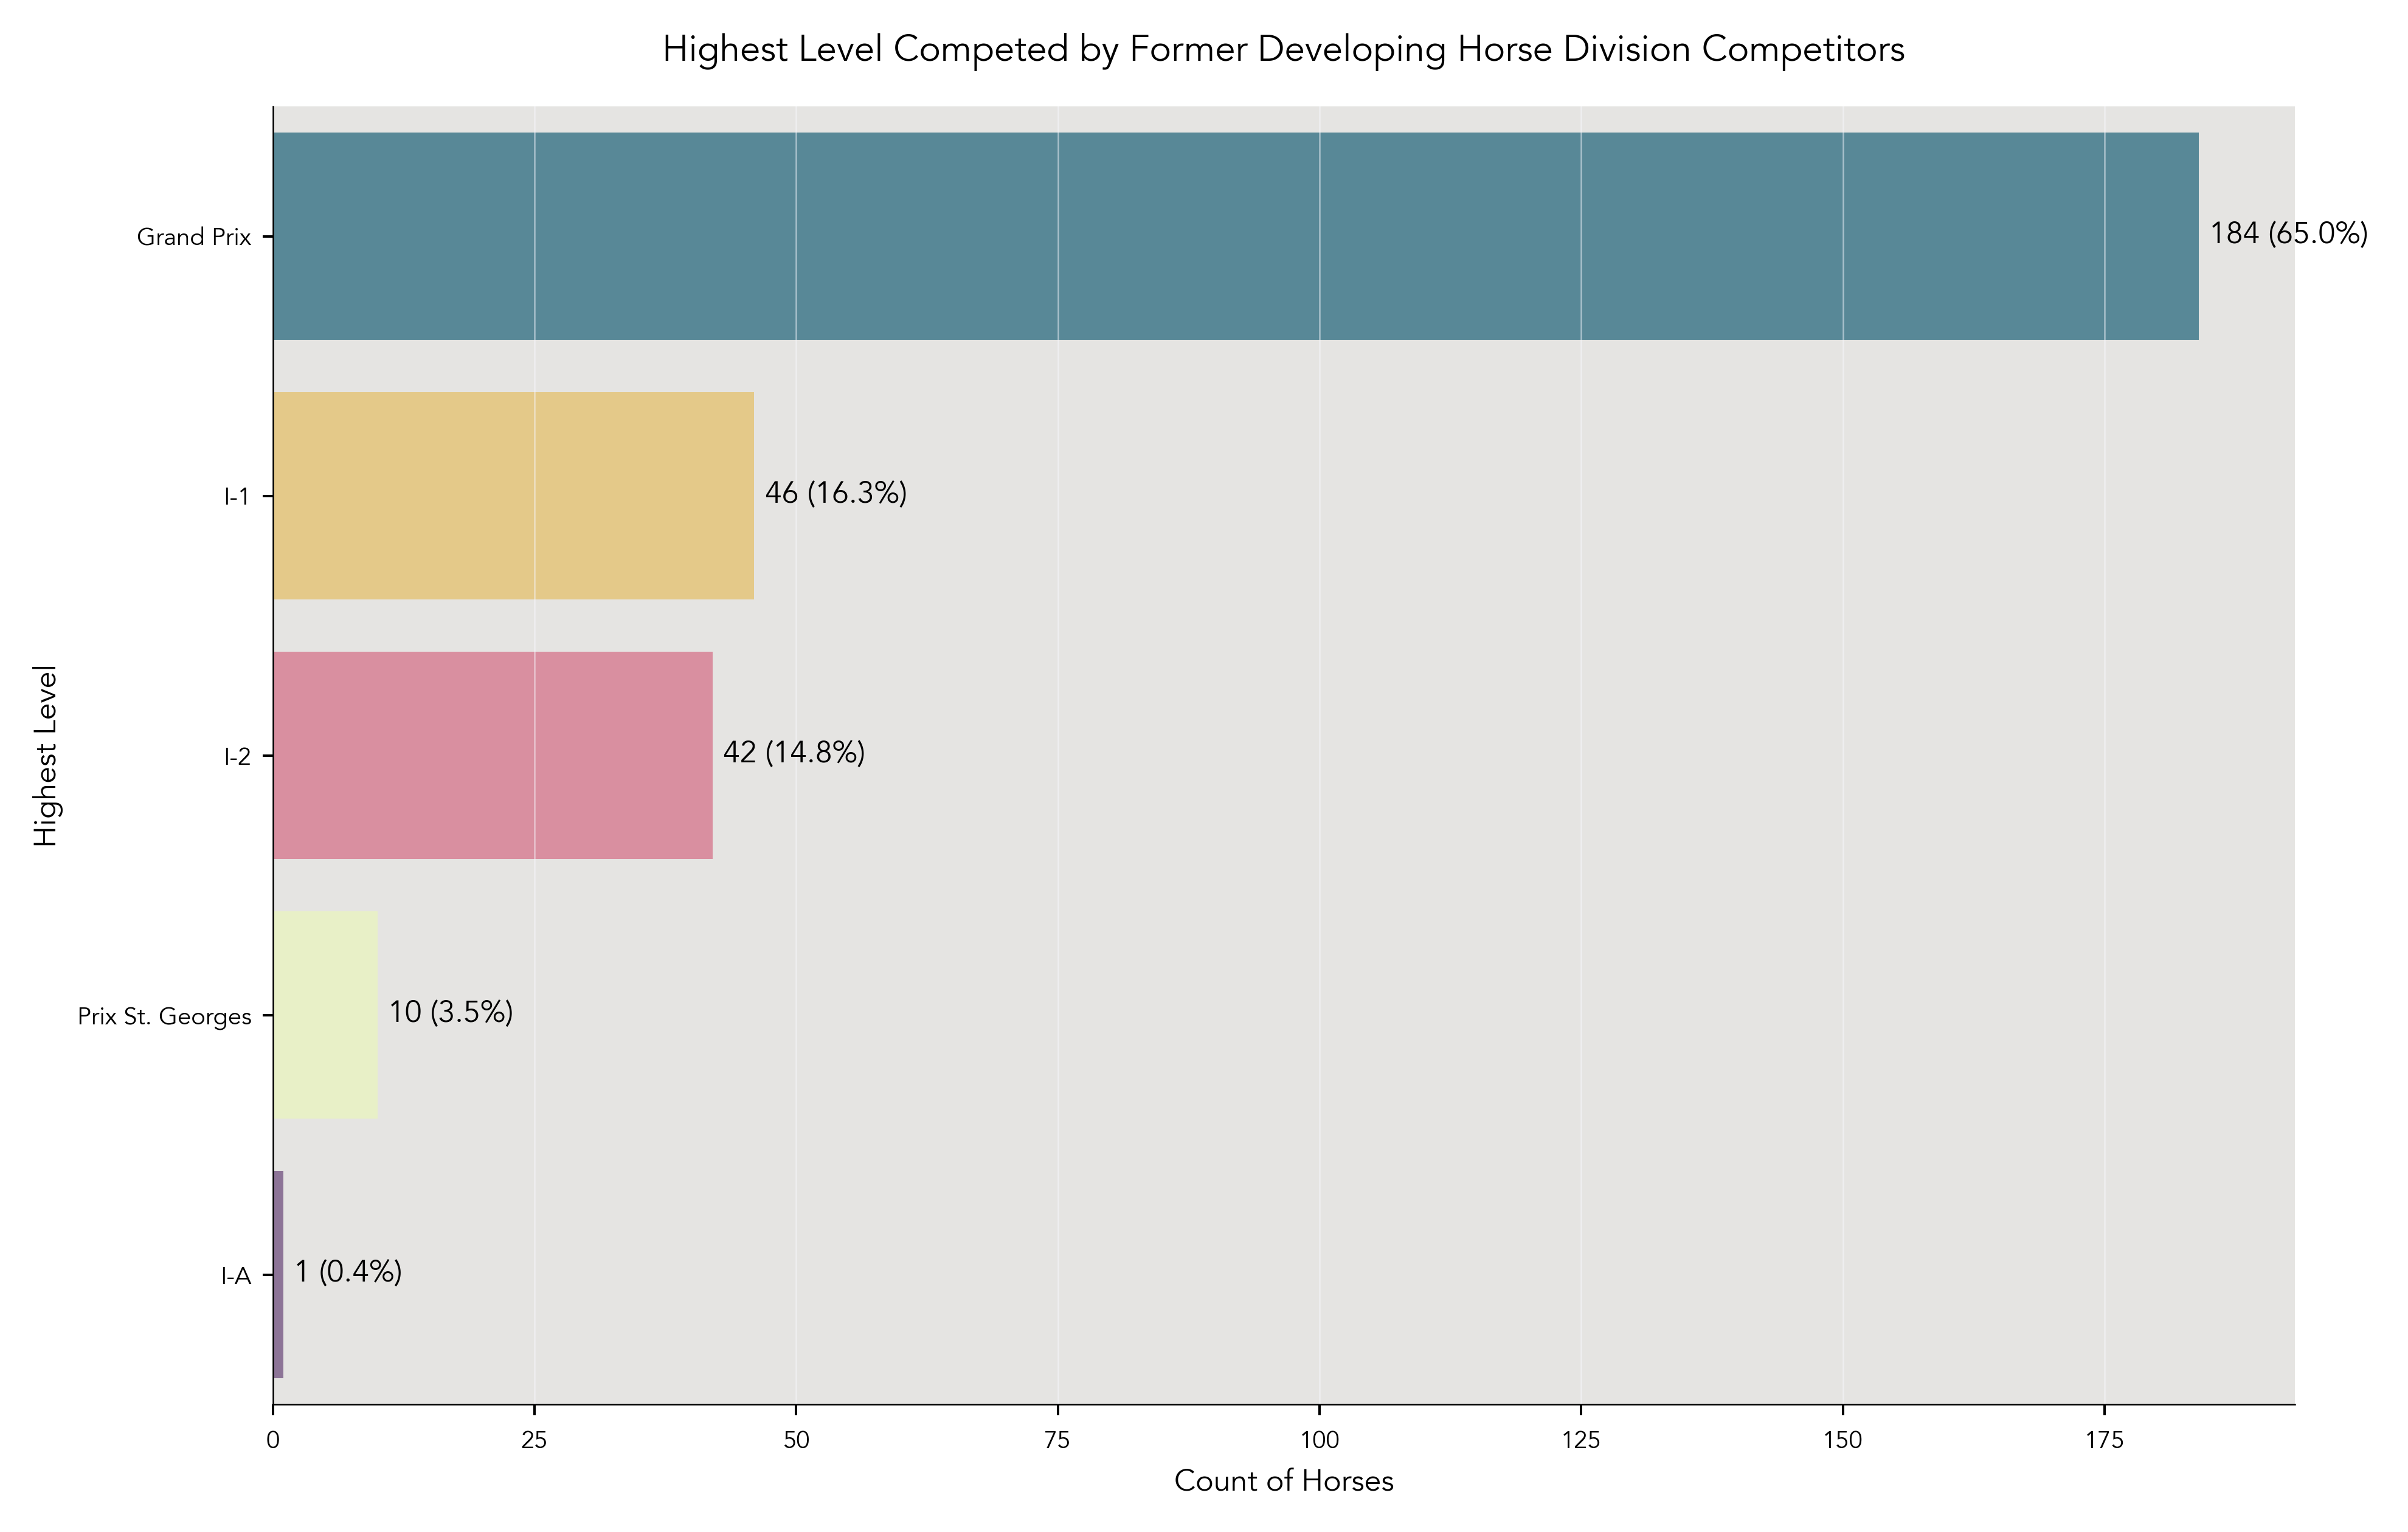 Highest Level Competed by Former Developing Horse Division Competitors
Grand Prix
184 (65.0%)
I-1
46 (16.3%)
I-2
42 (14.8%)
Prix St. Georges
10 (3.5%)
I-A
1 (0.4%)
Highest Level
0 25 50 75 100 125 150 175
Count of Horses